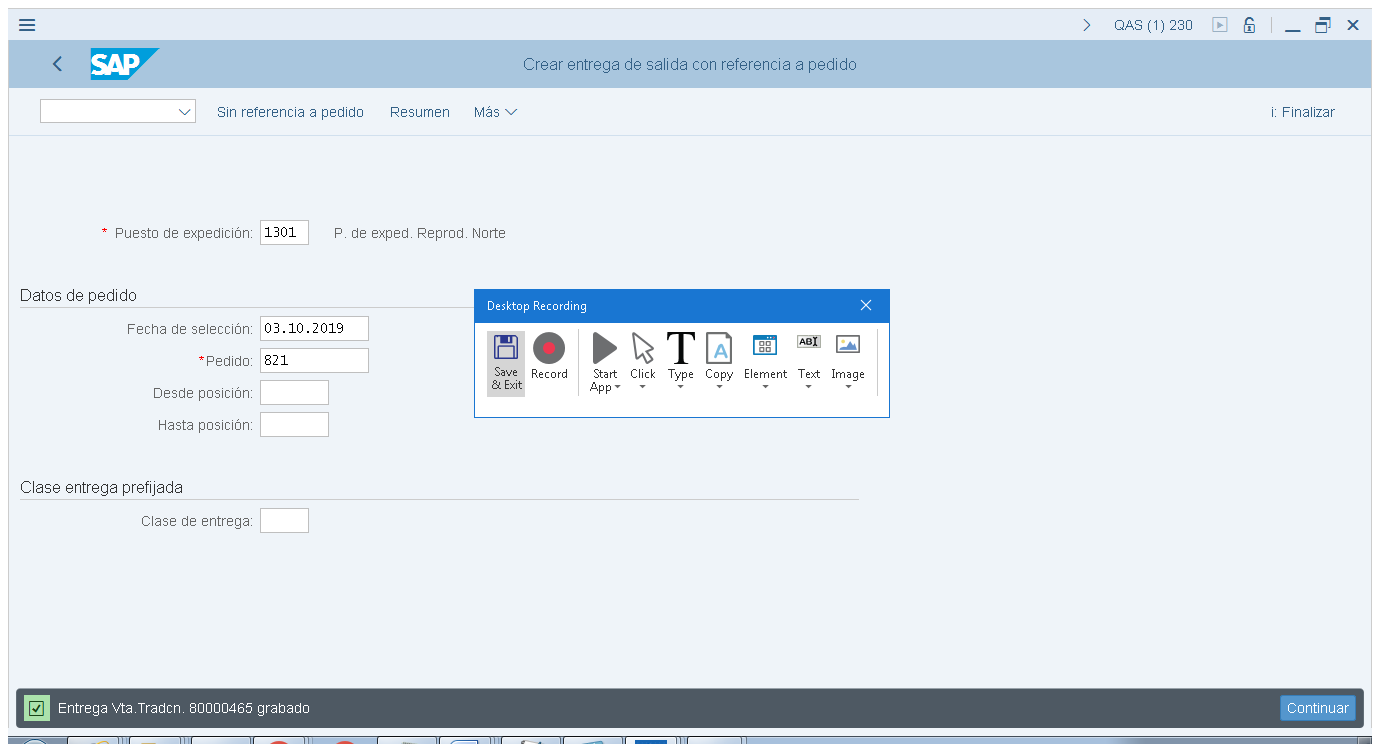 QAS (1) 230
SAP
Crear entrega de salida con referencia a pedido
Sin referencia a pedido Resumen Más i: Finalizar
* Puesto de expedición: 1301 P. de exped. Reprod. Norte
Datos de pedido
Fecha de selección: 03.10.2019
*Pedido: 821
Desde posición:
Hasta posición:
Desktop Recording
Save & Exit Record Start App Click Type Copy Element Text Image
T A ABI
Clase entrega prefijada
Clase de entrega:
Entrega Vta.Tradcn. 80000465 grabado Continuar